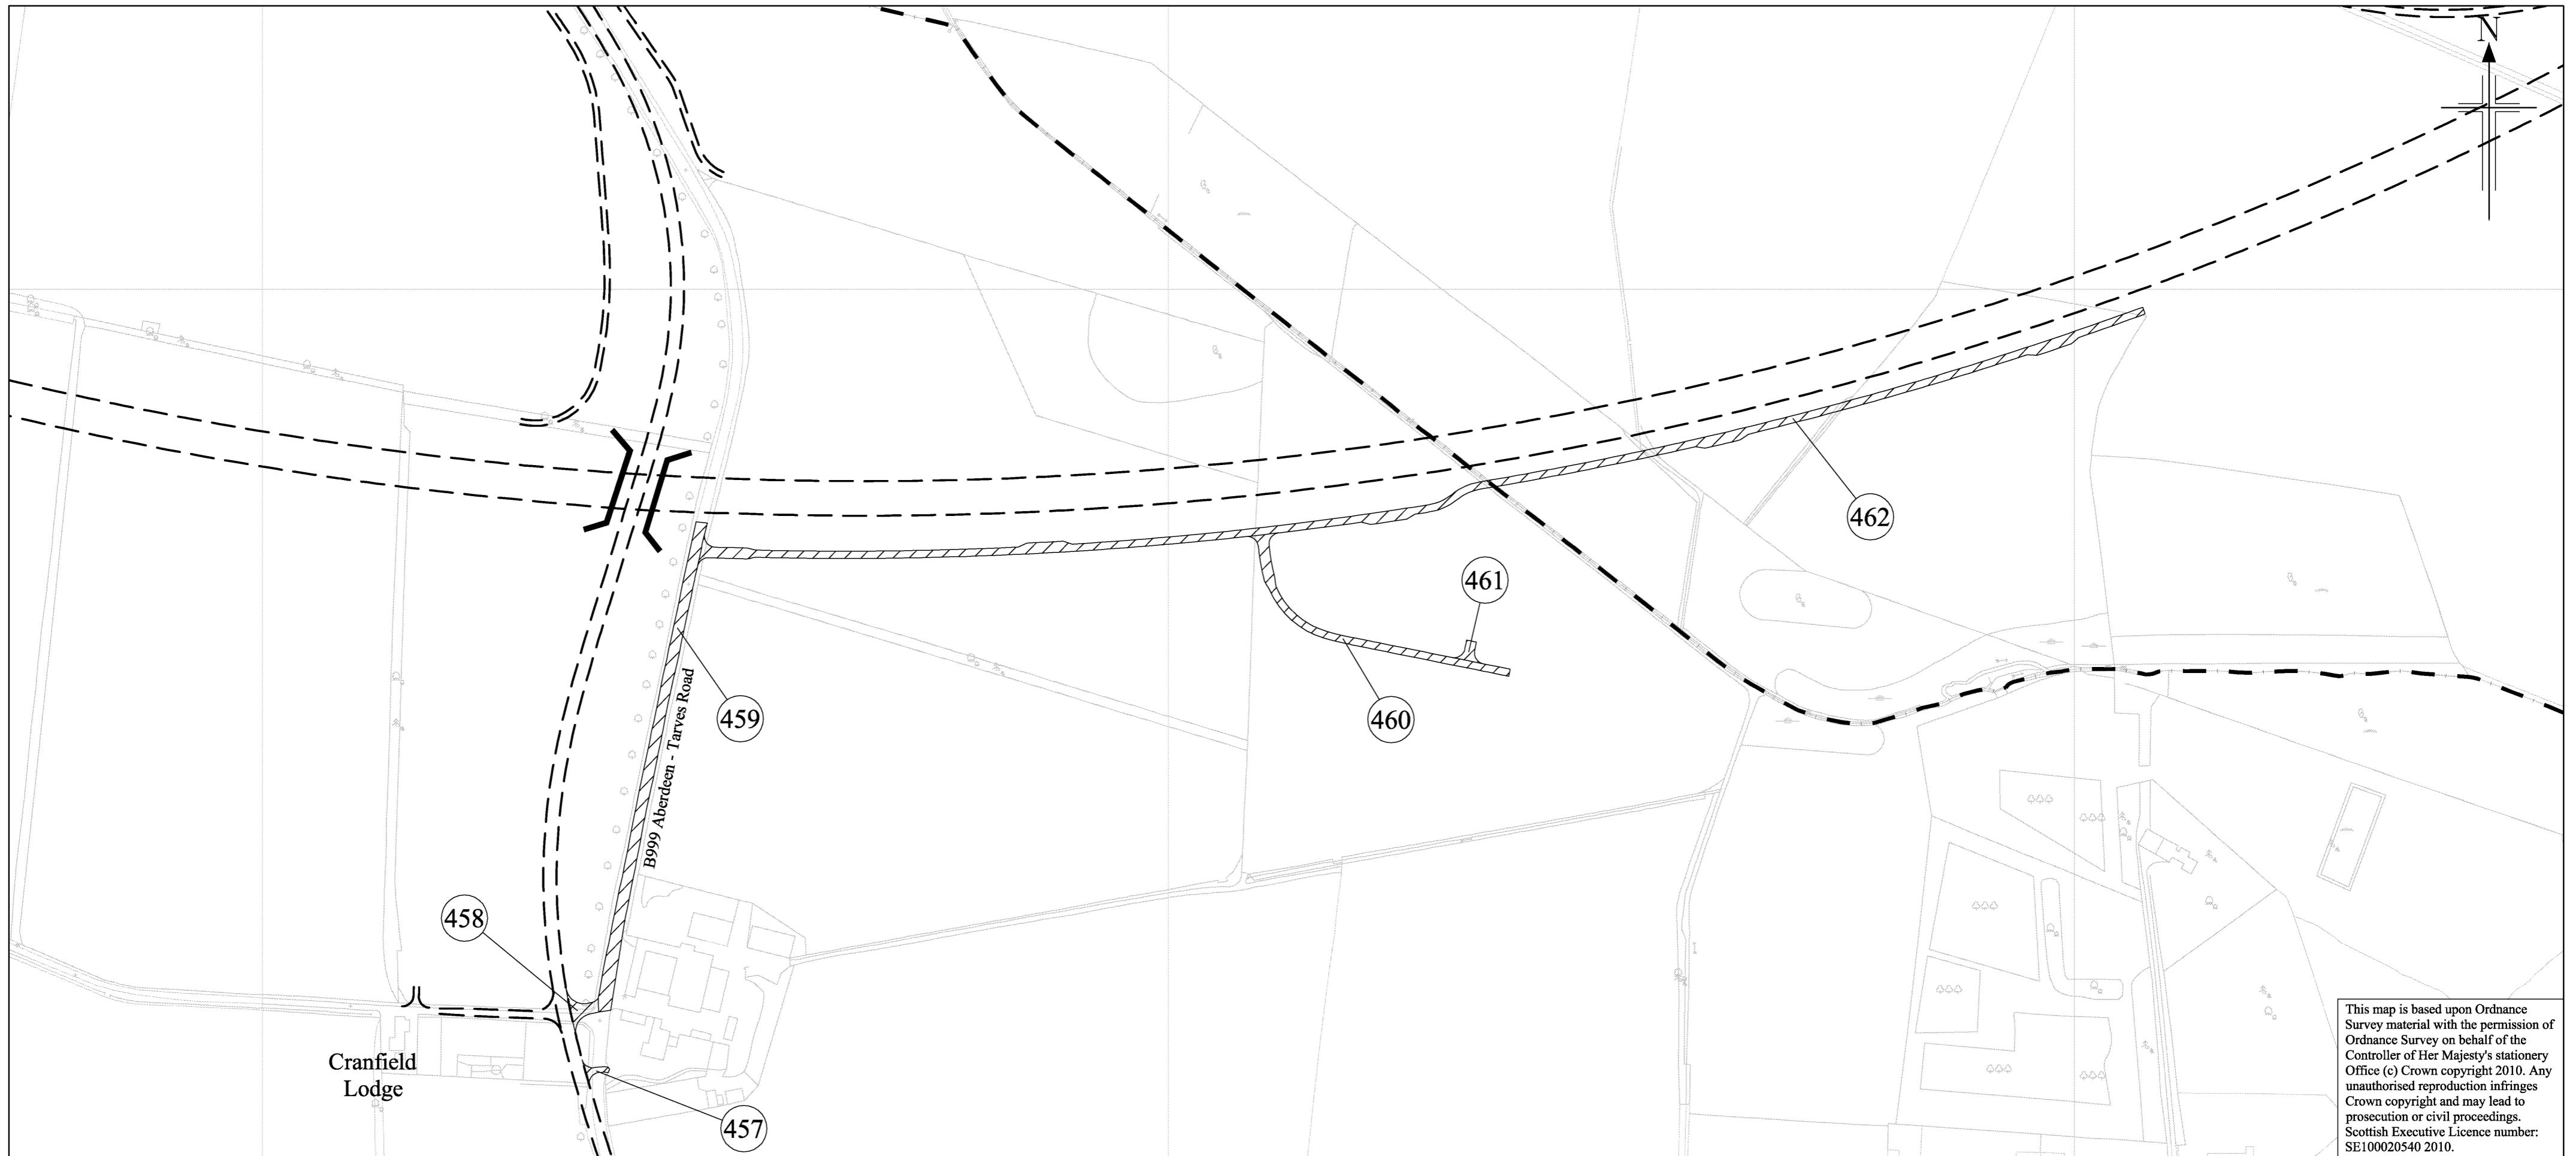 N
462
461
459
460
B999 Aberdeen - Tarves Road
458
Cranfield
Lodge
457
This map is based upon Ordnance
Survey material with the permission of
Ordnance Survey on behalf of the
Controller of Her Majesty's stationery
Office (c) Crown copyright 2010. Any
unauthorised reproduction infringes
Crown copyright and may lead to
prosecution or civil proceedings.
Scottish Executive Licence number:
SE100020540 2010.